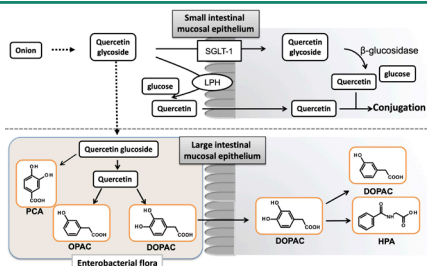 Small intestinal
mucosal epithelium
Onion
Quercetin
glycoside
SGLT-1
Quercetin
glycoside
β-glucosidase
glucose
LPH
Quercetin
glucose
Quercetin
Quercetin
Conjugation
Quercetin glucoside
Large intestinal
mucosal epithelium
Quercetin
OH
HO
COOH
PCA
HO
COOH
OPAC
HO
HO
COOH
DOPAC
HO
HO
COOH
DOPAC
HO
COOH
DOPAC
O
N
H
O
OH
HPA
Enterobacterial flora